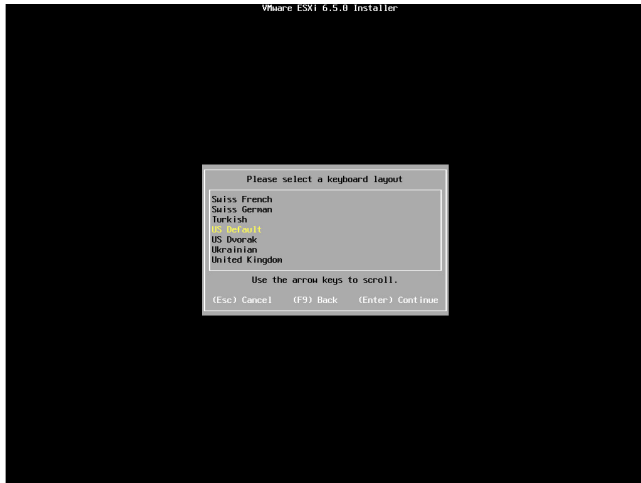 VMware ESXi 6.5.0 Installer
Please select a keyboard layout
Swiss French
Swiss German
Turkish
US Default
US Dvorak
Ukrainian
United Kingdom
Use the arrow keys to scroll.
(Esc) Cancel (F9) Back (Enter) Continue